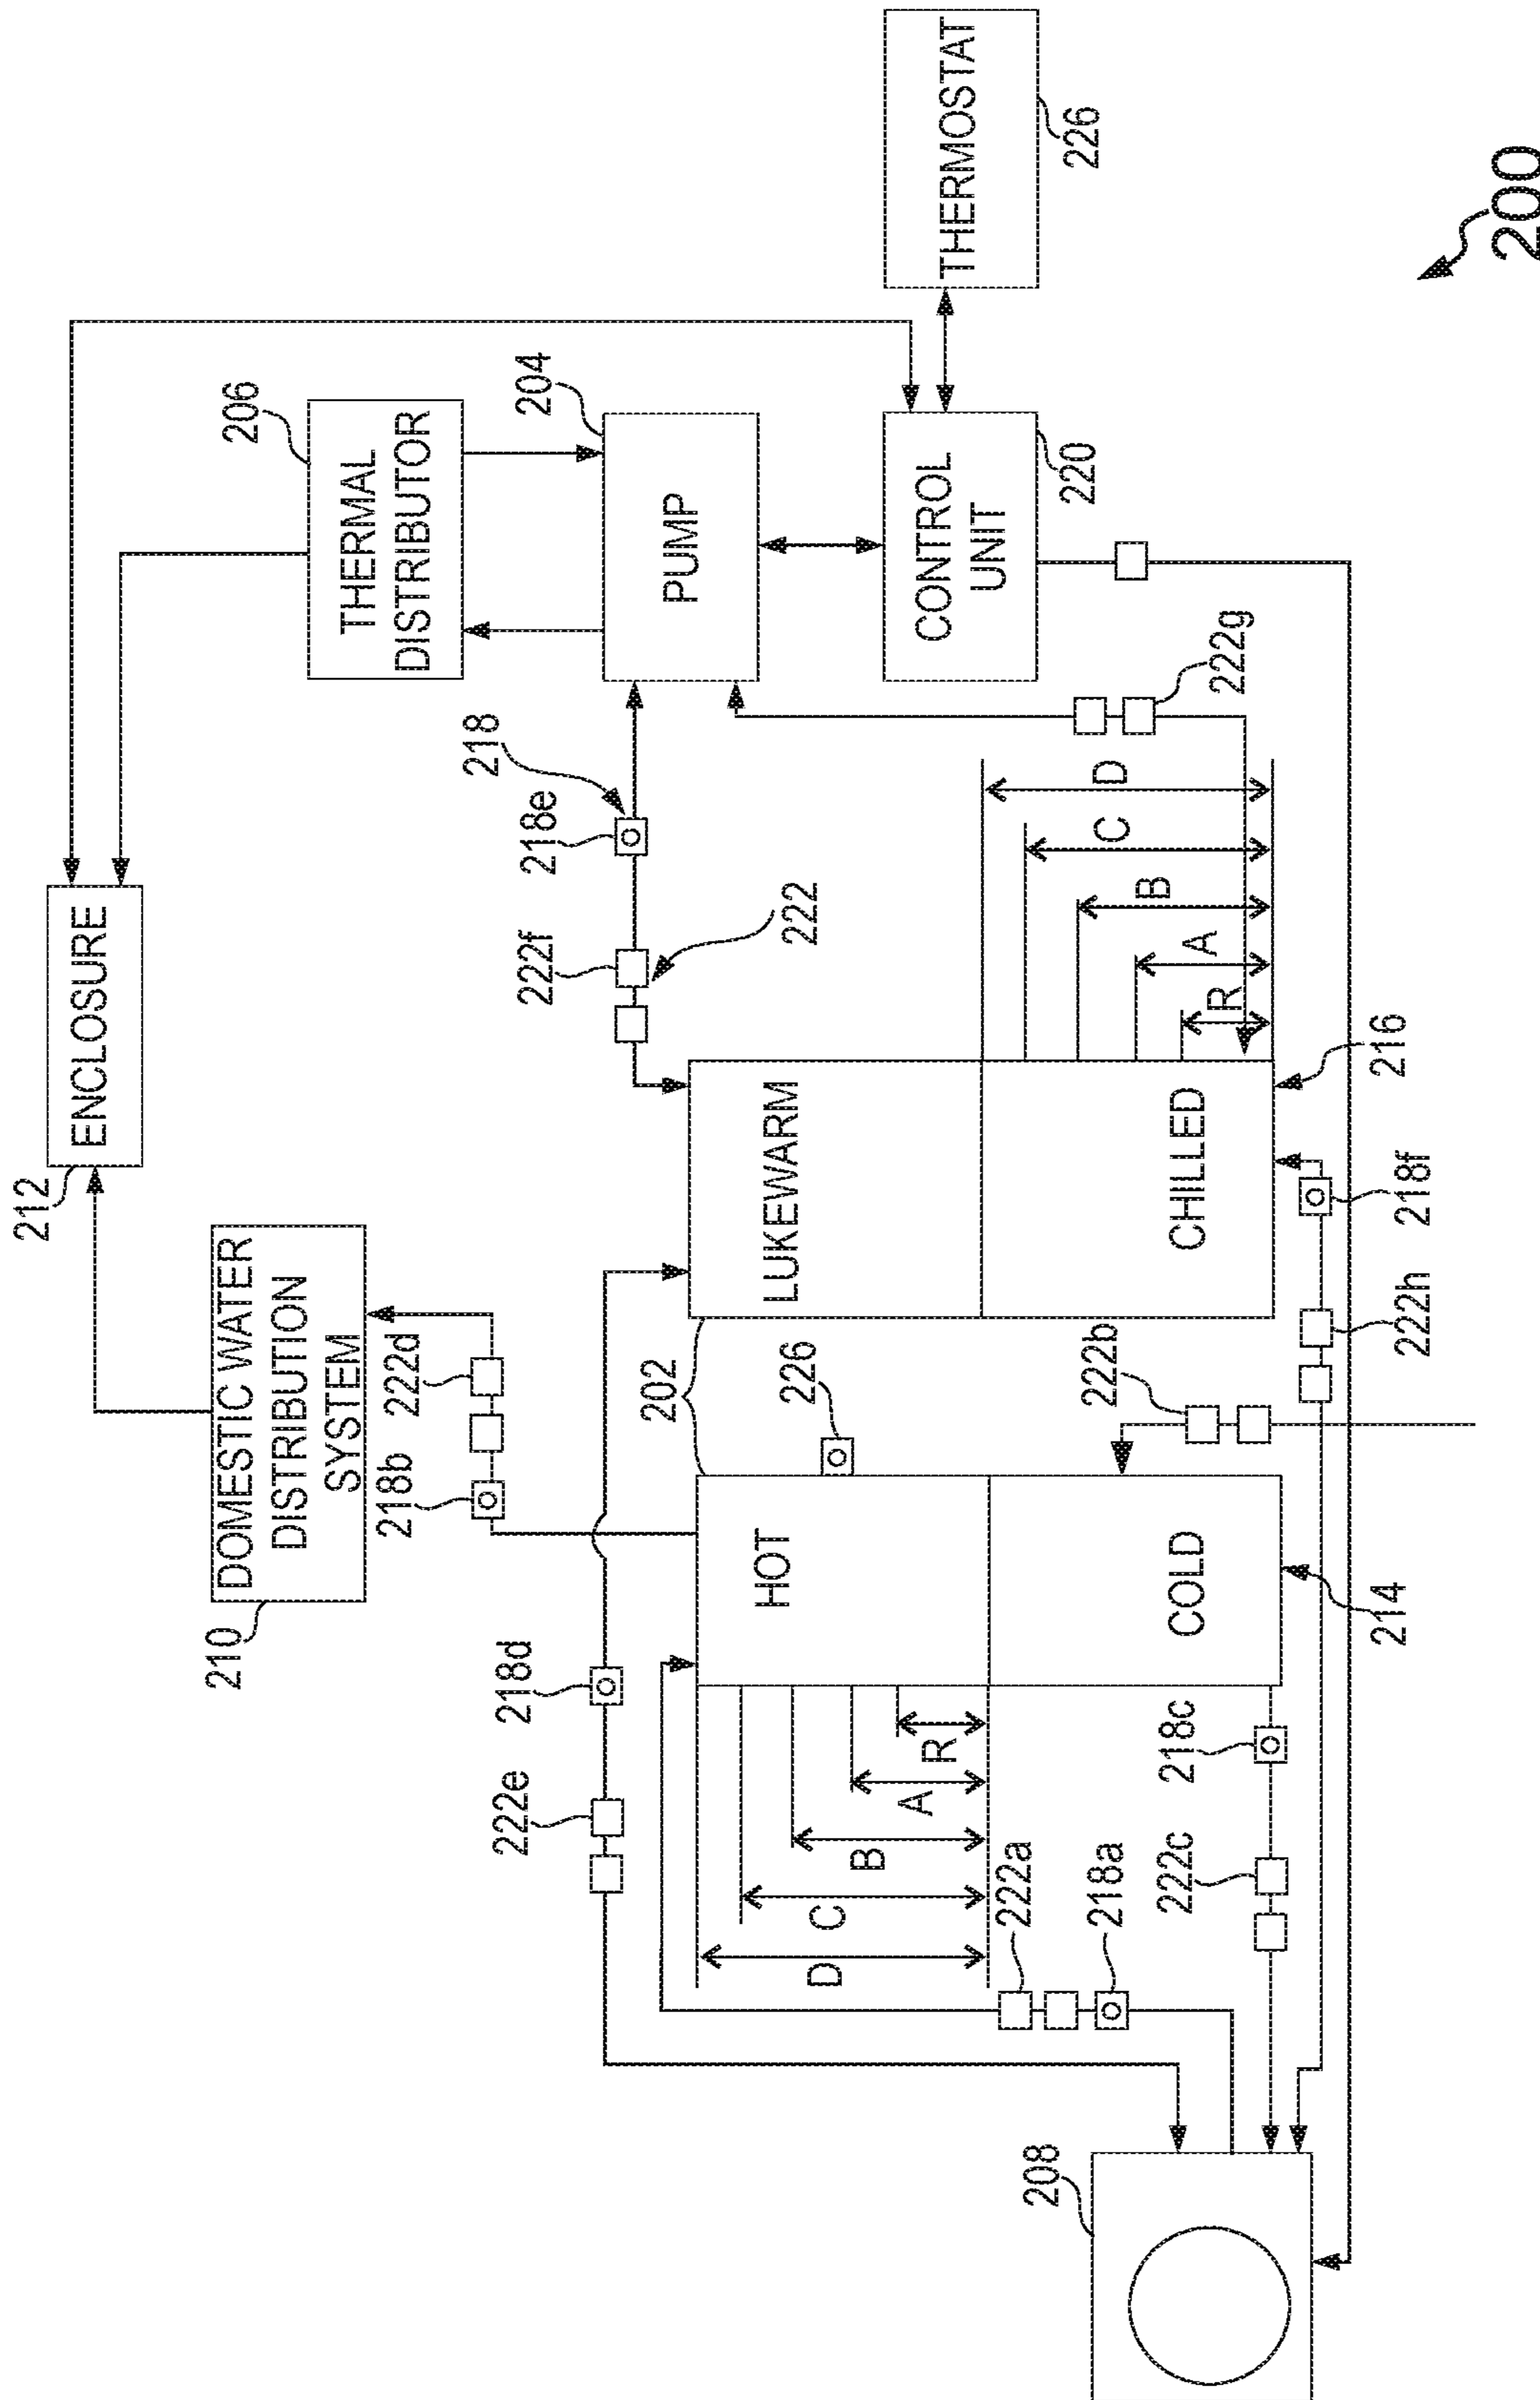 212
ENCLOSURE
210
DOMESTIC WATER
DISTRIBUTION
SYSTEM
206
THERMAL
DISTRIBUTOR
218b
222d
222e
218d
202
226
222f
218e
218
222
204
PUMP
HOT
COLD
214
LUKEWARM
CHILLED
216
D
C
B
A
R
R
A
B
C
D
222a
218a
222c
218c
222b
222h
218f
222g
CONTROL
UNIT
220
THERMOSTAT
226
208
200